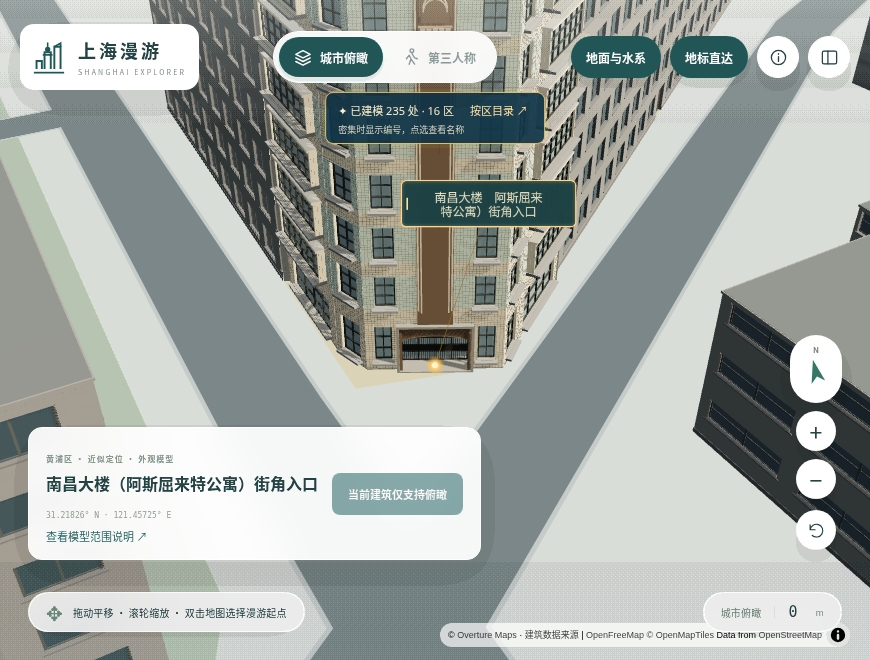 上海漫游
SHANGHAI EXPLORER
城市俯瞰
第三人称
地面与水系
地标直达
✦ 已建模 235 处 · 16 区 按区目录 ↗
密集时显示编号，点选查看名称
南昌大楼 阿斯屈来
特公寓）街角入口
N
+
−
黄浦区 · 近似定位 · 外观模型
南昌大楼（阿斯屈来特公寓）街角入口
当前建筑仅支持俯瞰
31.21826° N · 121.45725° E
查看模型范围说明 ↗
拖动平移 · 滚轮缩放 · 双击地图选择漫游起点
城市俯瞰 0 m
© Overture Maps · 建筑数据来源 | OpenFreeMap © OpenMapTiles Data from OpenStreetMap